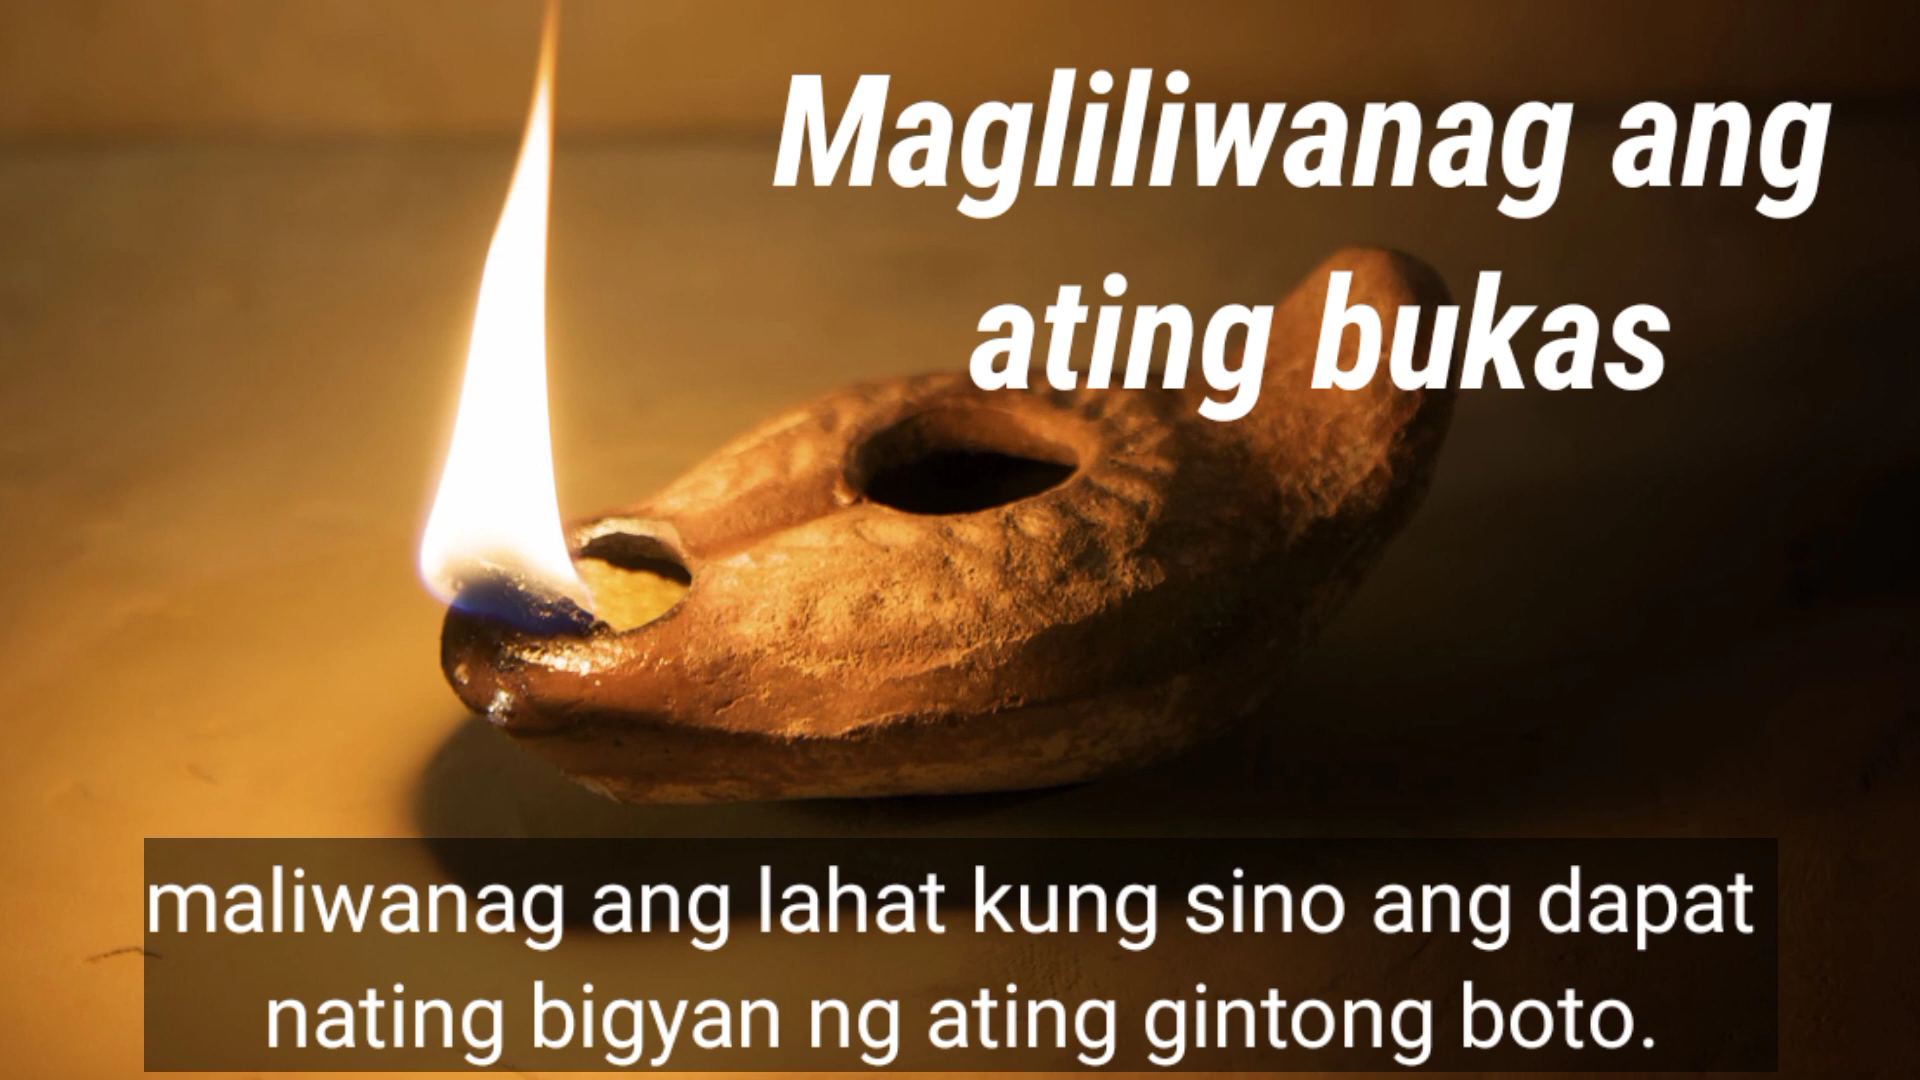 Magliliwanag ang
ating bukas
maliwanag ang lahat kung sino ang dapat
nating bigyan ng ating gintong boto.